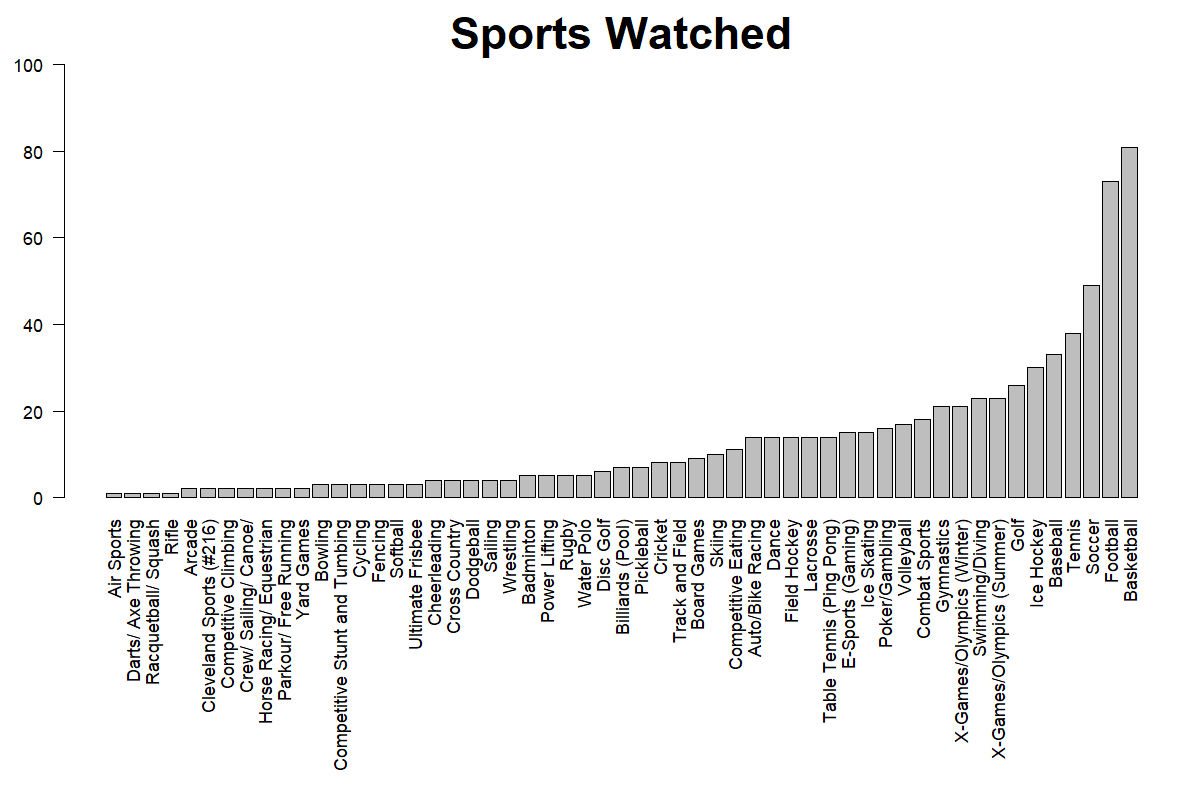 Sports Watched
100
80
60
40
20
0
Air Sports
Darts/ Axe Throwing
Racquetball/ Squash
Rifle
Arcade
Cleveland Sports (#216)
Competitive Climbing
Crew/ Sailing/ Canoe/
Horse Racing/ Equestrian
Parkour/ Free Running
Yard Games
Bowling
Competitive Stunt and Tumbing
Cycling
Fencing
Softball
Ultimate Frisbee
Cheerleading
Cross Country
Dodgeball
Sailing
Wrestling
Badminton
Power Lifting
Rugby
Water Polo
Disc Golf
Billiards (Pool)
Pickleball
Cricket
Track and Field
Board Games
Skiing
Competitive Eating
Auto/Bike Racing
Dance
Field Hockey
Lacrosse
Table Tennis (Ping Pong)
E-Sports (Gaming)
Ice Skating
Poker/Gambling
Volleyball
Combat Sports
Gymnastics
X-Games/Olympics (Winter)
Swimming/Diving
X-Games/Olympics (Summer)
Golf
Ice Hockey
Baseball
Tennis
Soccer
Football
Basketball